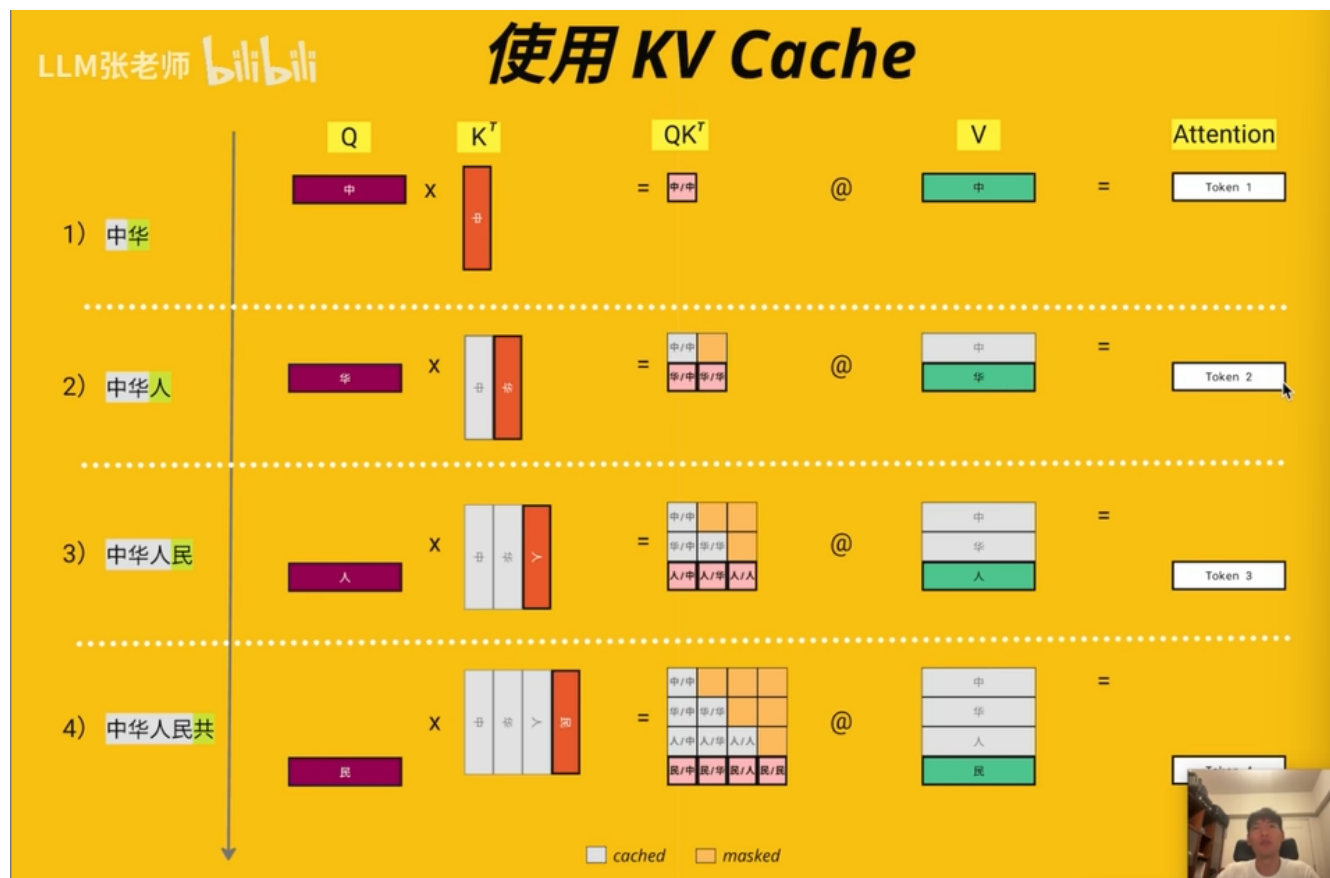 LLM张老师 bilibili
使用 KV Cache
Q K^T QK^T V Attention
中 x 中 = 中/中 @ 中 = Token 1
1) 中华
中/中 中 =
华 x 中 华 = 华/中 华/华 @ 华 Token 2
2) 中华人
中/中 中 =
x 中 华 人 = 华/中 华/华 @ 华
3) 中华人民
人 人/中 人/华 人/人 人 Token 3
中/中 中 =
x 中 华 人 民 = 华/中 华/华 @ 华
4) 中华人民共
人/中 人/华 人/人 人
民 民/中 民/华 民/人 民/民 民
cached masked